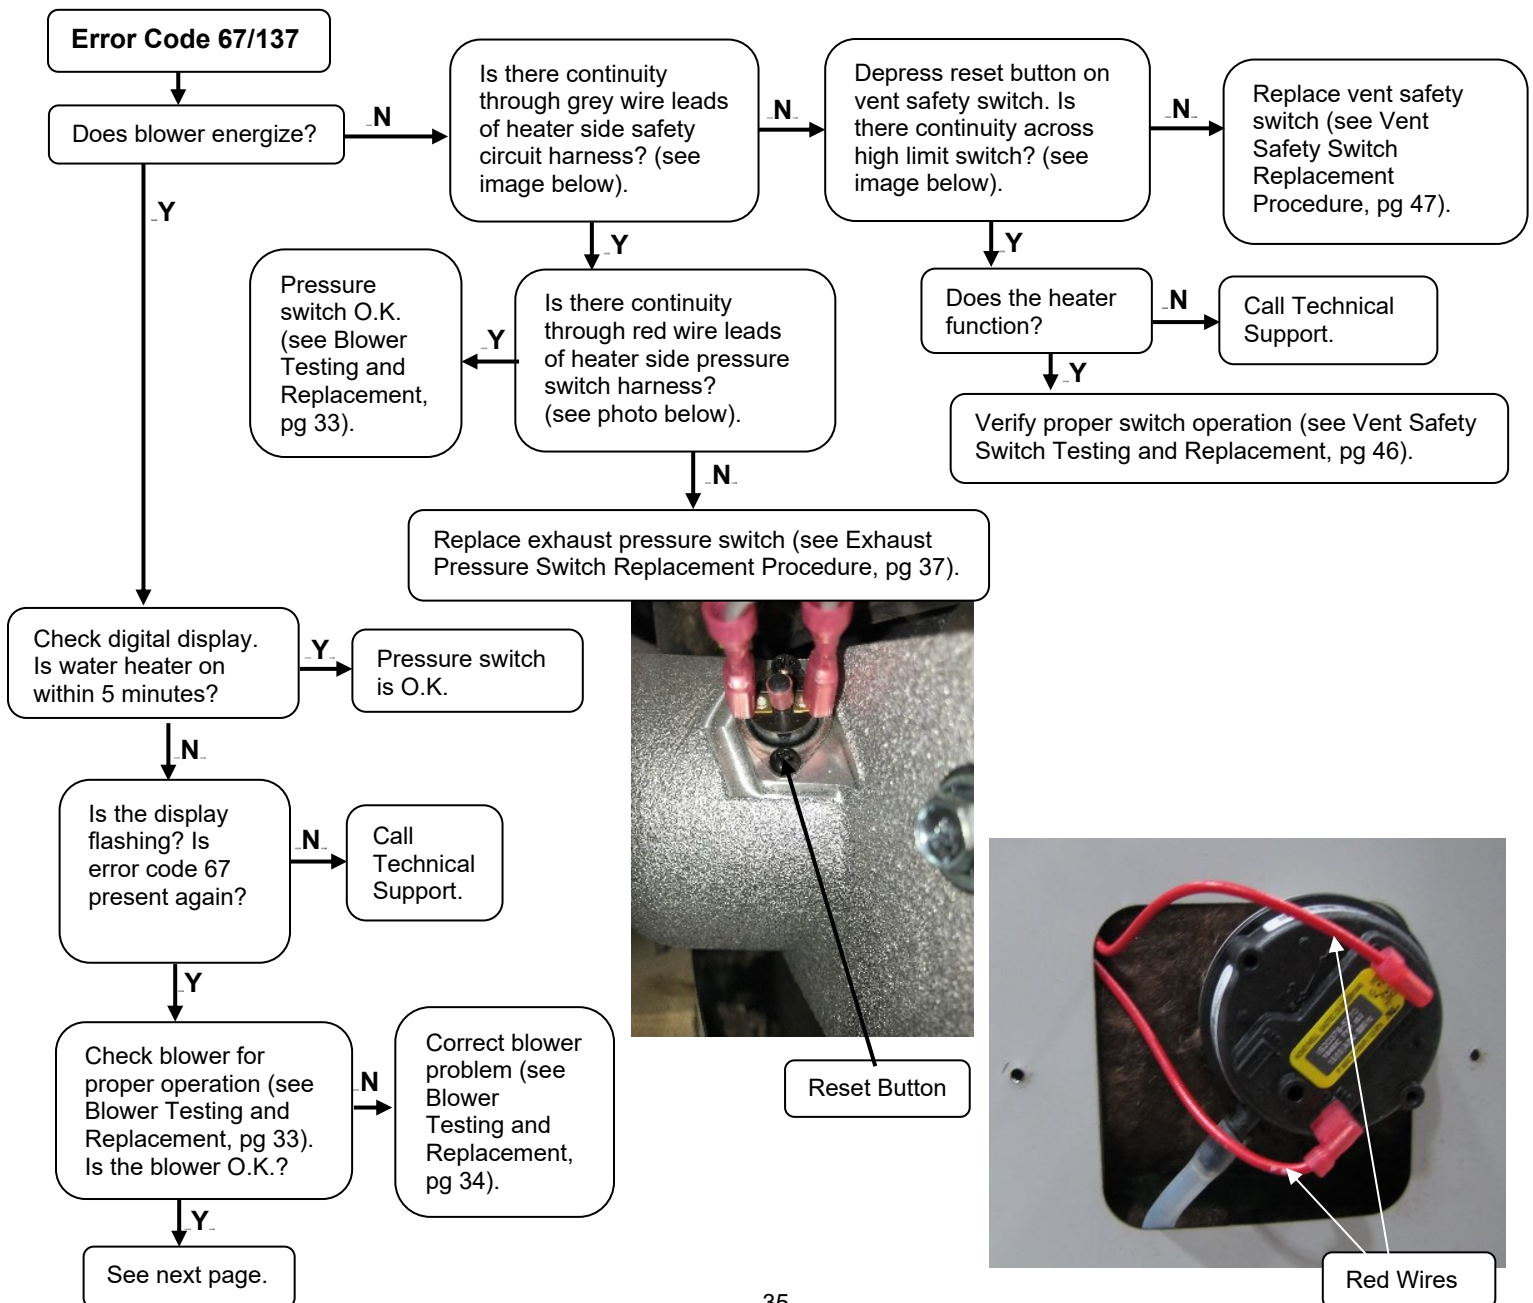 Error Code 67/137
Does blower energize?
N
Is there continuity
through grey wire leads
of heater side safety
circuit harness? (see
image below).
N
Depress reset button on
vent safety switch. Is
there continuity across
high limit switch? (see
image below).
N
Replace vent safety
switch (see Vent
Safety Switch
Replacement
Procedure, pg 47).
Y
Y
Y
Pressure
switch O.K.
(see Blower
Testing and
Replacement,
pg 33).
Y
Is there continuity
through red wire leads
of heater side pressure
switch harness?
(see photo below).
Does the heater
function?
N
Call Technical
Support.
Y
Verify proper switch operation (see Vent Safety
Switch Testing and Replacement, pg 46).
N
Replace exhaust pressure switch (see Exhaust
Pressure Switch Replacement Procedure, pg 37).
Check digital display.
Is water heater on
within 5 minutes?
Y
Pressure switch
is O.K.
N
Is the display
flashing? Is
error code 67
present again?
N
Call
Technical
Support.
Y
Check blower for
proper operation (see
Blower Testing and
Replacement, pg 33).
Is the blower O.K.?
N
Correct blower
problem (see
Blower
Testing and
Replacement,
pg 34).
Y
See next page.
Reset Button
Red Wires
35